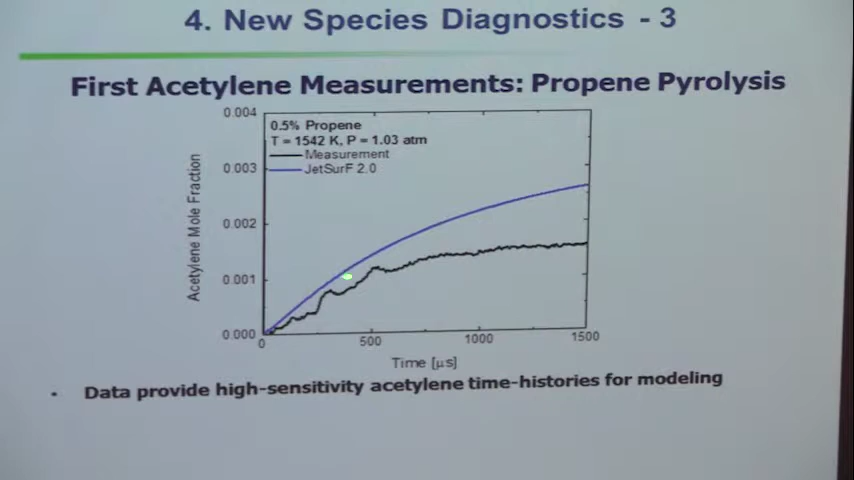 4. New Species Diagnostics - 3
First Acetylene Measurements: Propene Pyrolysis
0.004
0.5% Propene
T = 1542 K, P = 1.03 atm
Measurement
JetSurF 2.0
0.003
0.002
0.001
0.000
Acetylene Mole Fraction
0
500
1000
1500
Time [μs]
• Data provide high-sensitivity acetylene time-histories for modeling